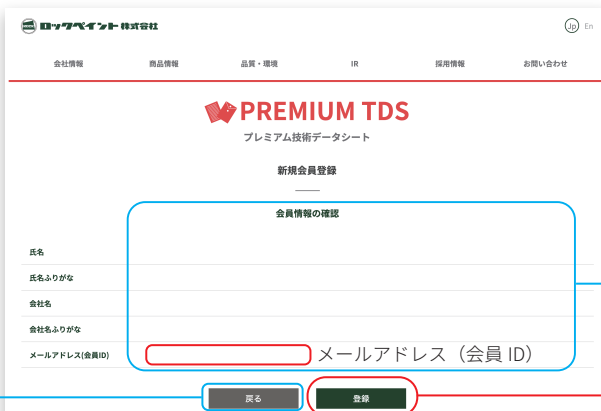 ロックペイント 株式会社
Jp En
会社情報 商品情報 品質・環境 IR 採用情報 お問い合わせ
PREMIUM TDS
プレミアム技術データシート
新規会員登録
会員情報の確認
氏名
氏名ふりがな
会社名
会社名ふりがな
メールアドレス(会員ID) メールアドレス（会員 ID）
戻る 登録